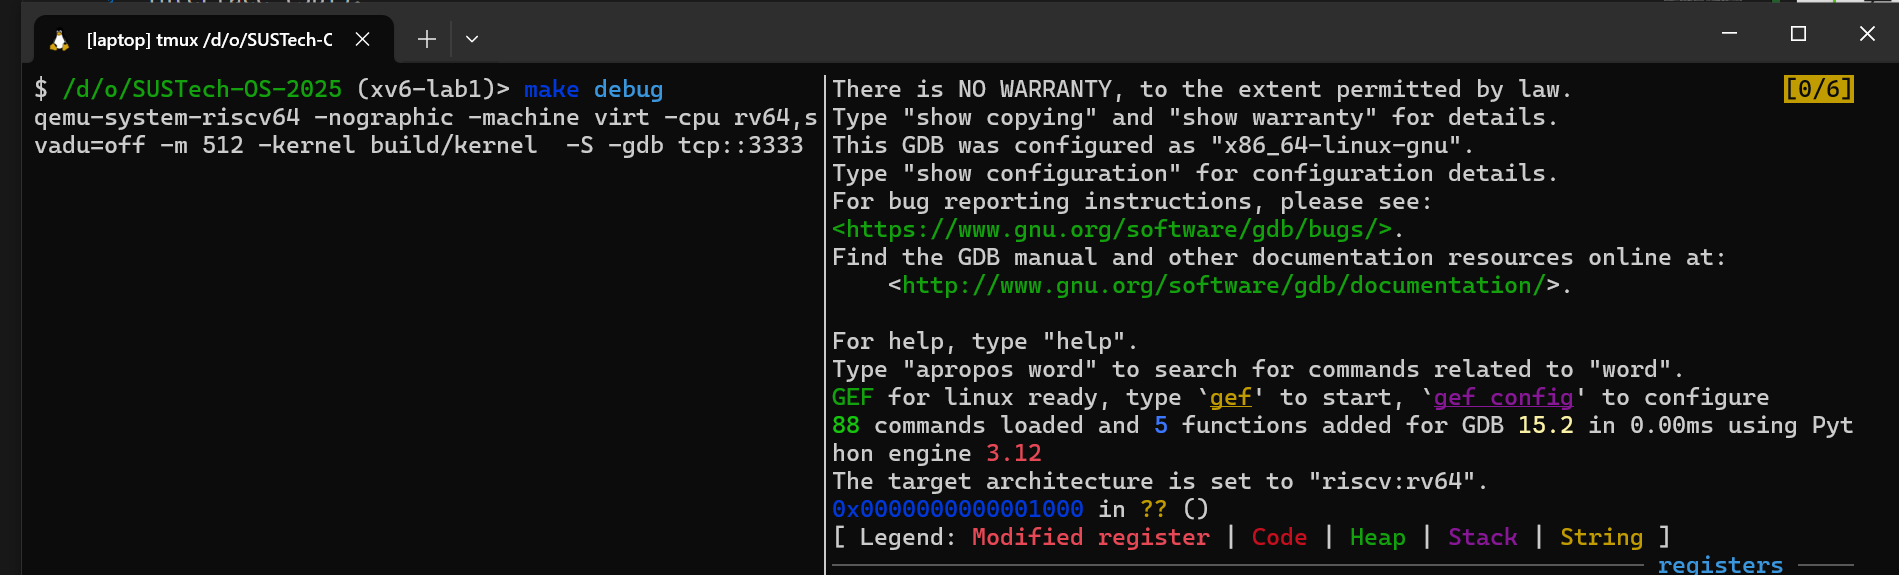 [laptop] tmux /d/o/SUSTech-O
$ /d/o/SUSTech-OS-2025 (xv6-lab1)> make debug
qemu-system-riscv64 -nographic -machine virt -cpu rv64,s
vadu=off -m 512 -kernel build/kernel  -S -gdb tcp::3333
There is NO WARRANTY, to the extent permitted by law.
[0/6]
Type "show copying" and "show warranty" for details.
This GDB was configured as "x86_64-linux-gnu".
Type "show configuration" for configuration details.
For bug reporting instructions, please see:
<https://www.gnu.org/software/gdb/bugs/>.
Find the GDB manual and other documentation resources online at:
    <http://www.gnu.org/software/gdb/documentation/>.
For help, type "help".
Type "apropos word" to search for commands related to "word".
GEF for linux ready, type `gef' to start, `gef config' to configure
88 commands loaded and 5 functions added for GDB 15.2 in 0.00ms using Pyt
hon engine 3.12
The target architecture is set to "riscv:rv64".
0x0000000000001000 in ?? ()
[ Legend: Modified register | Code | Heap | Stack | String ]
registers